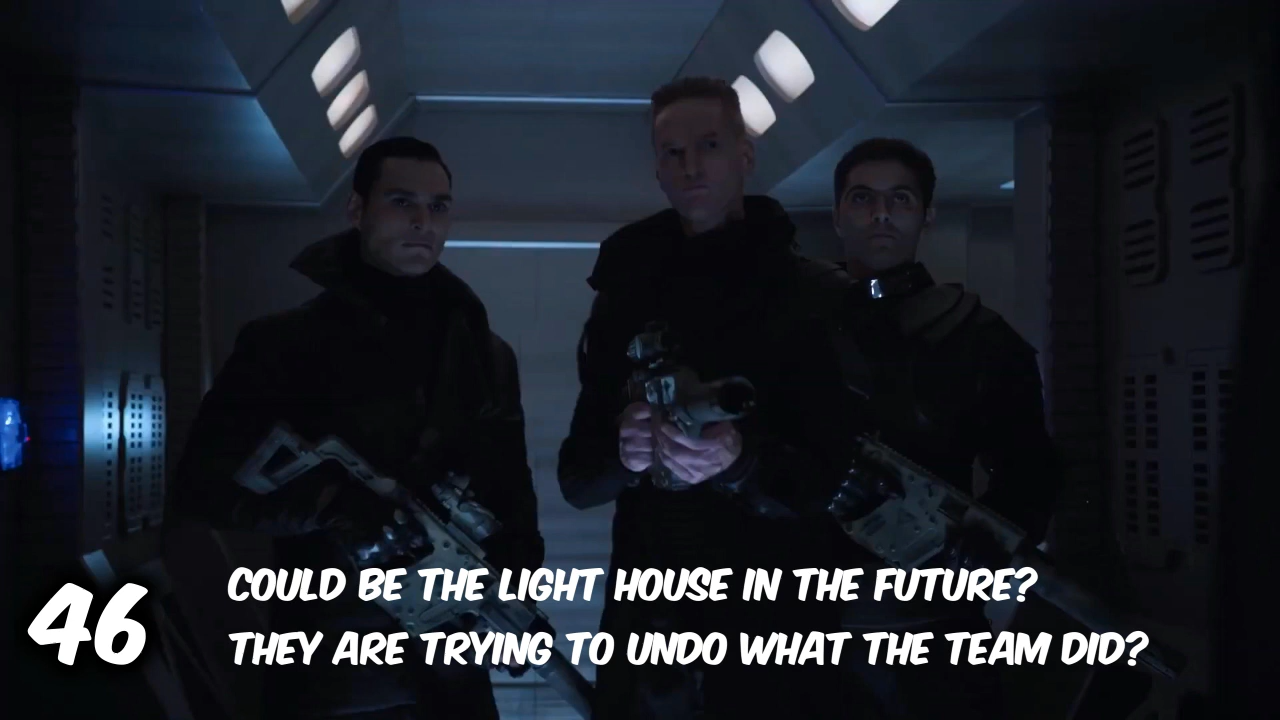 46
COULD BE THE LIGHT HOUSE IN THE FUTURE?
THEY ARE TRYING TO UNDO WHAT THE TEAM DID?